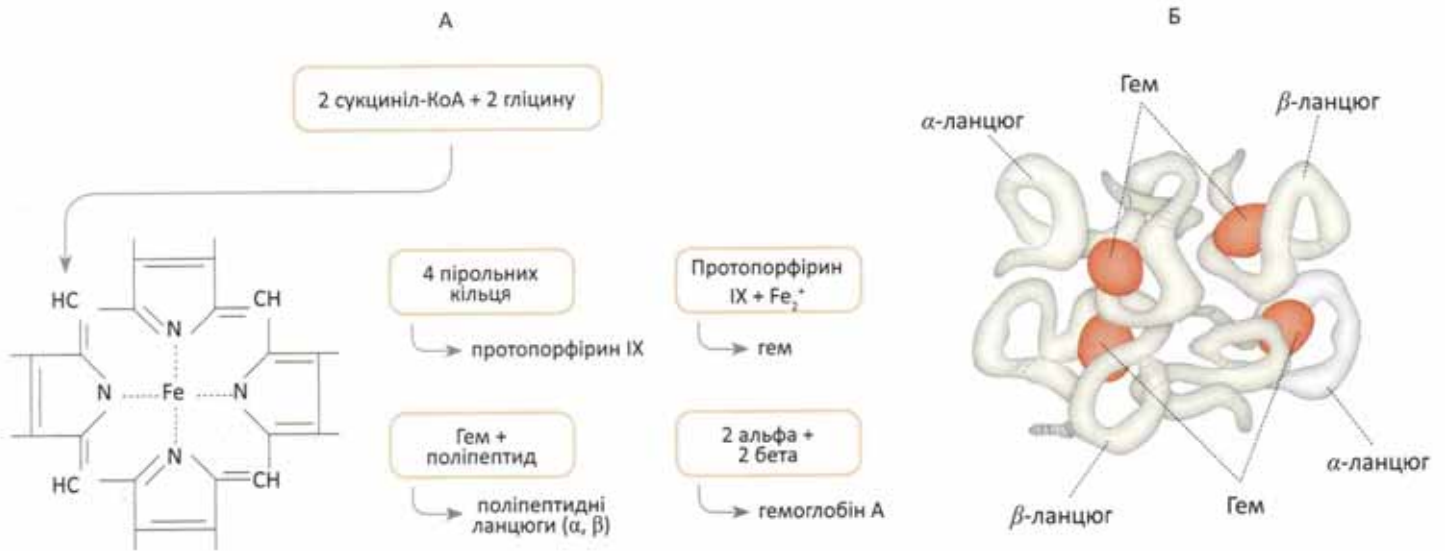 А
2 сукциніл-КоА + 2 гліцину
HC
CH
N
N
Fe
N
N
HC
CH
4 пірольних
кільця
протопорфірин IX
Протопорфірин
IX + Fe₂⁺
гем
Гем +
поліпептид
поліпептидні
ланцюги (α, β)
2 альфа +
2 бета
гемоглобін А
Б
Гем
α-ланцюг
β-ланцюг
α-ланцюг
Гем
β-ланцюг